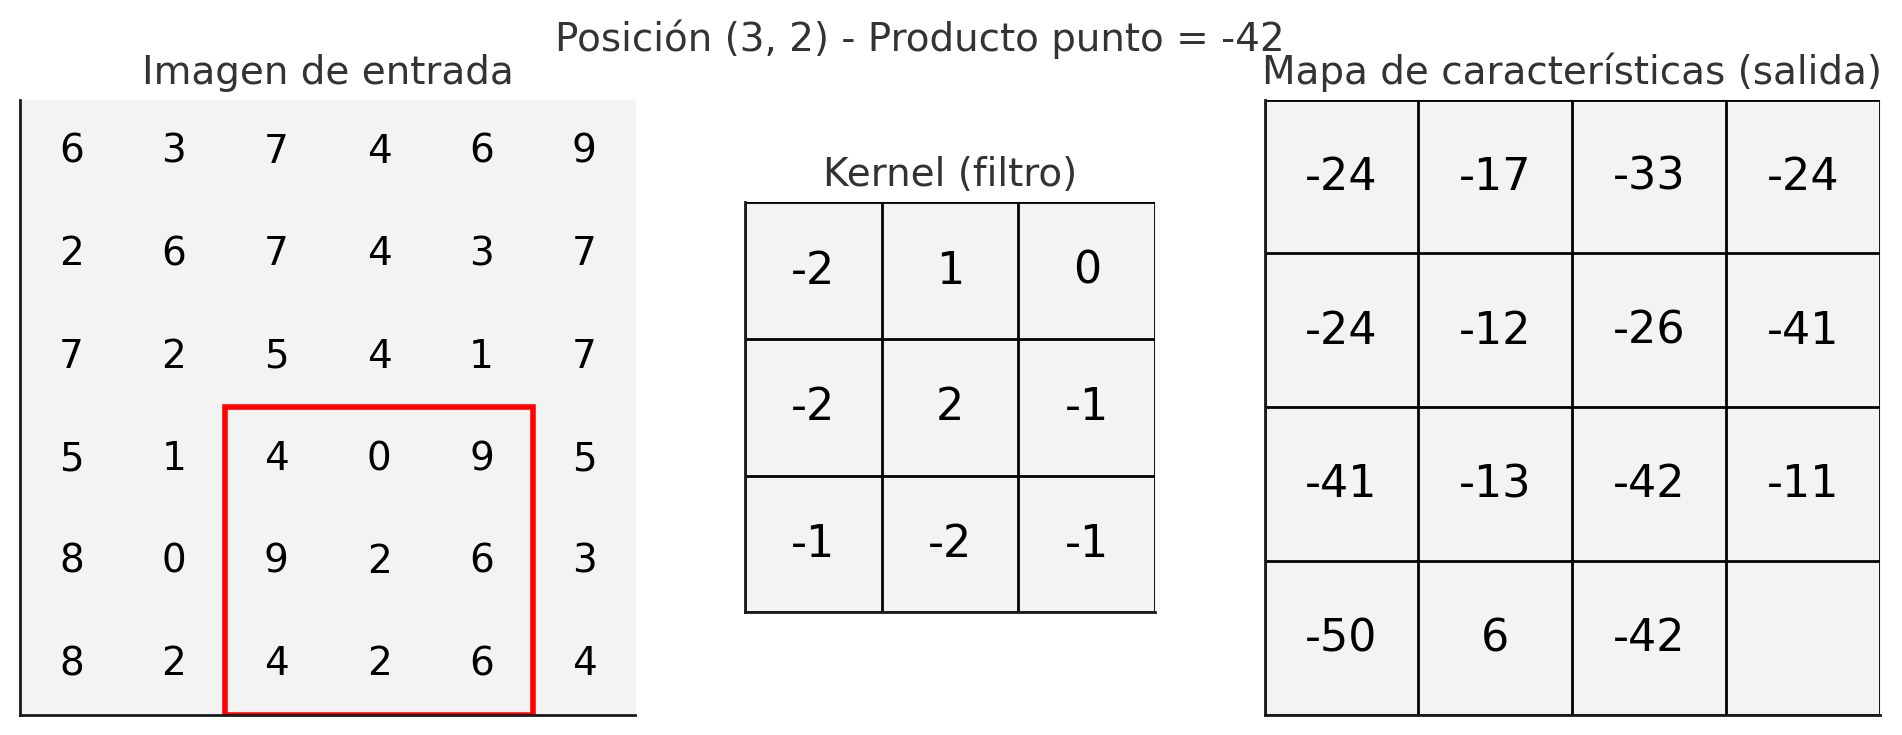 Posición (3, 2) - Producto punto = -42
Imagen de entrada
6 3 7 4 6 9
2 6 7 4 3 7
7 2 5 4 1 7
5 1 4 0 9 5
8 0 9 2 6 3
8 2 4 2 6 4
Kernel (filtro)
-2 1 0
-2 2 -1
-1 -2 -1
Mapa de características (salida)
-24 -17 -33 -24
-24 -12 -26 -41
-41 -13 -42 -11
-50 6 -42